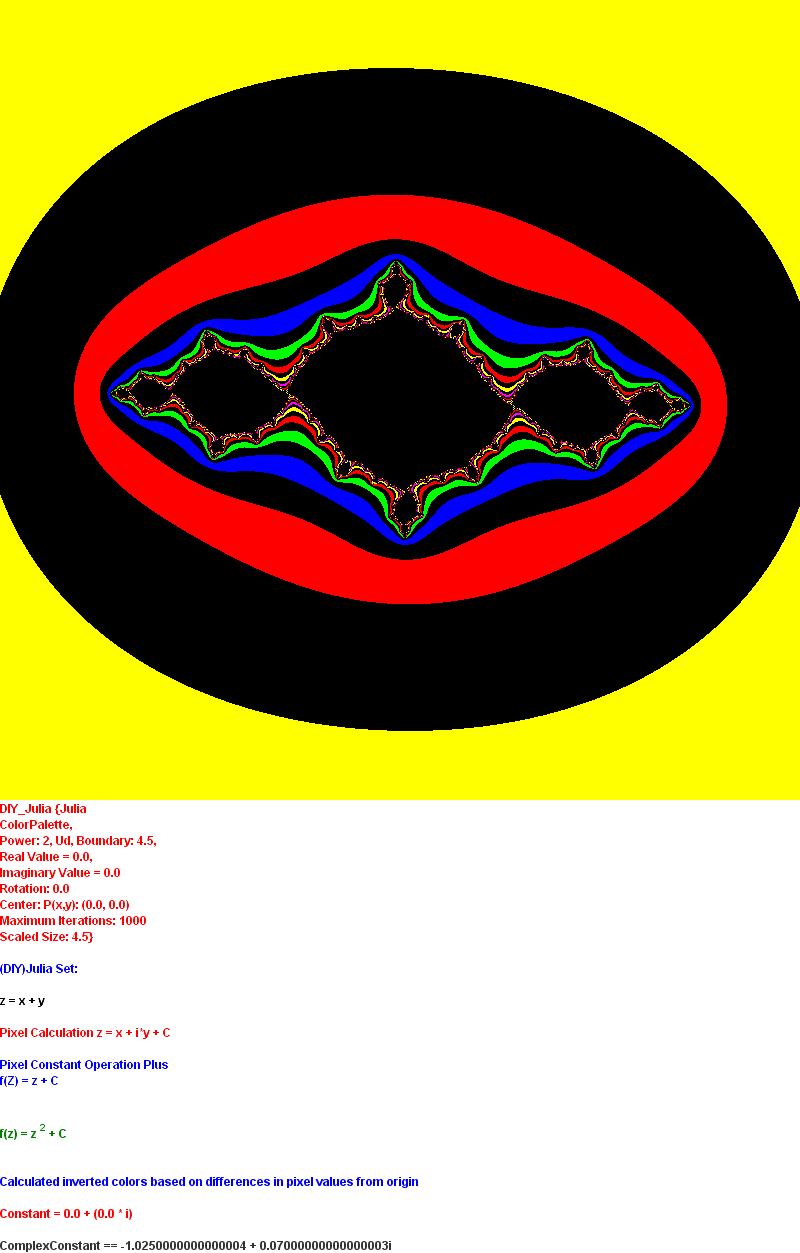 DIY_Julia {Julia
ColorPalette,
Power: 2, Ud, Boundary: 4.5,
Real Value = 0.0,
Imaginary Value = 0.0
Rotation: 0.0
Center: P(x,y): (0.0, 0.0)
Maximum Iterations: 1000
Scaled Size: 4.5}
(DIY)Julia Set:
z = x + y
Pixel Calculation z = x + i*y + C
Pixel Constant Operation Plus
f(Z) = z + C
f(z) = z 2 + C
Calculated inverted colors based on differences in pixel values from origin
Constant = 0.0 + (0.0 * i)
ComplexConstant == -1.0250000000000004 + 0.07000000000000003i